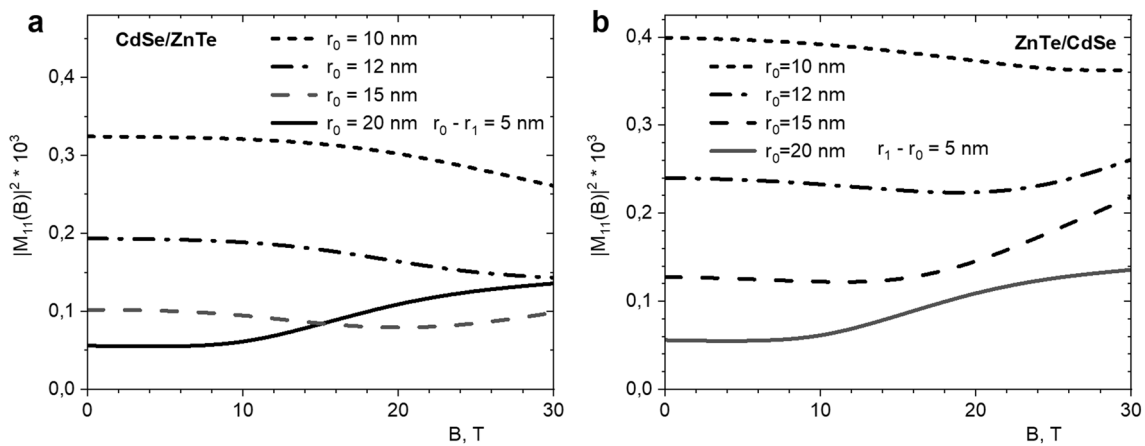 a
CdSe/ZnTe
r₀ = 10 nm
r₀ = 12 nm
r₀ = 15 nm
r₀ = 20 nm r₀ - r₁ = 5 nm
|M₁₁(B)|² * 10³
0,4
0,3
0,2
0,1
0,0
0 10 20 30
B, T
b
ZnTe/CdSe
r₀=10 nm
r₀=12 nm
r₀=15 nm
r₀=20 nm r₁ - r₀ = 5 nm
|M₁₁(B)|² * 10³
0,4
0,3
0,2
0,1
0,0
0 10 20 30
B, T